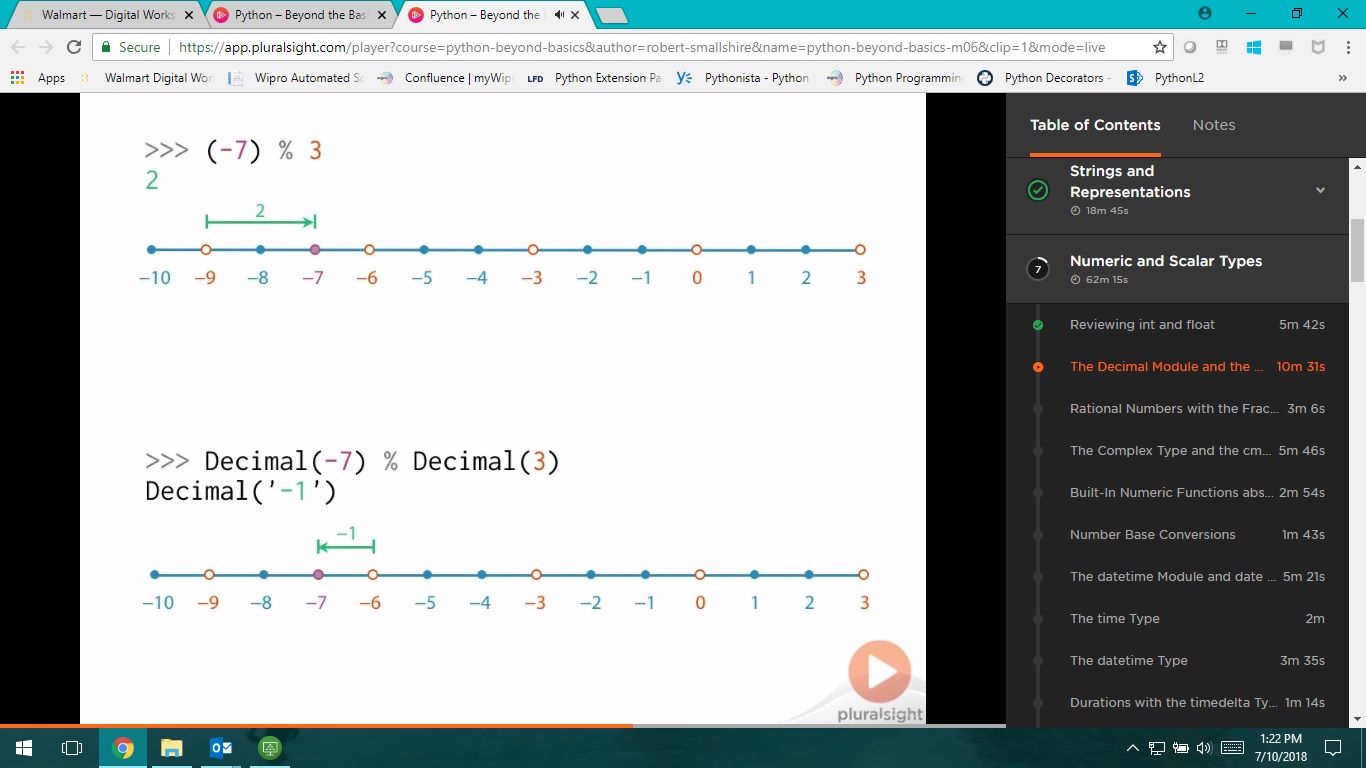 Walmart — Digital Works
Python – Beyond the Bas
Python – Beyond the
Secure
https://app.pluralsight.com/player?course=python-beyond-basics&author=robert-smallshire&name=python-beyond-basics-m06&clip=1&mode=live
Apps
Walmart Digital Wor
Wipro Automated Sc
Confluence | myWip
LFD Python Extension Pa
Pythonista - Python
Python Programmin
Python Decorators -
PythonL2
»
>>> (-7) % 3
2
2
−10 −9 −8 −7 −6 −5 −4 −3 −2 −1 0 1 2 3
>>> Decimal(-7) % Decimal(3)
Decimal('-1')
−1
−10 −9 −8 −7 −6 −5 −4 −3 −2 −1 0 1 2 3
pluralsight
Table of Contents Notes
Strings and
Representations
18m 45s
7 Numeric and Scalar Types
62m 15s
Reviewing int and float 5m 42s
The Decimal Module and the ... 10m 31s
Rational Numbers with the Frac... 3m 6s
The Complex Type and the cm... 5m 46s
Built-In Numeric Functions abs... 2m 54s
Number Base Conversions 1m 43s
The datetime Module and date ... 5m 21s
The time Type 2m
The datetime Type 3m 35s
Durations with the timedelta Ty... 1m 14s
1:22 PM
7/10/2018